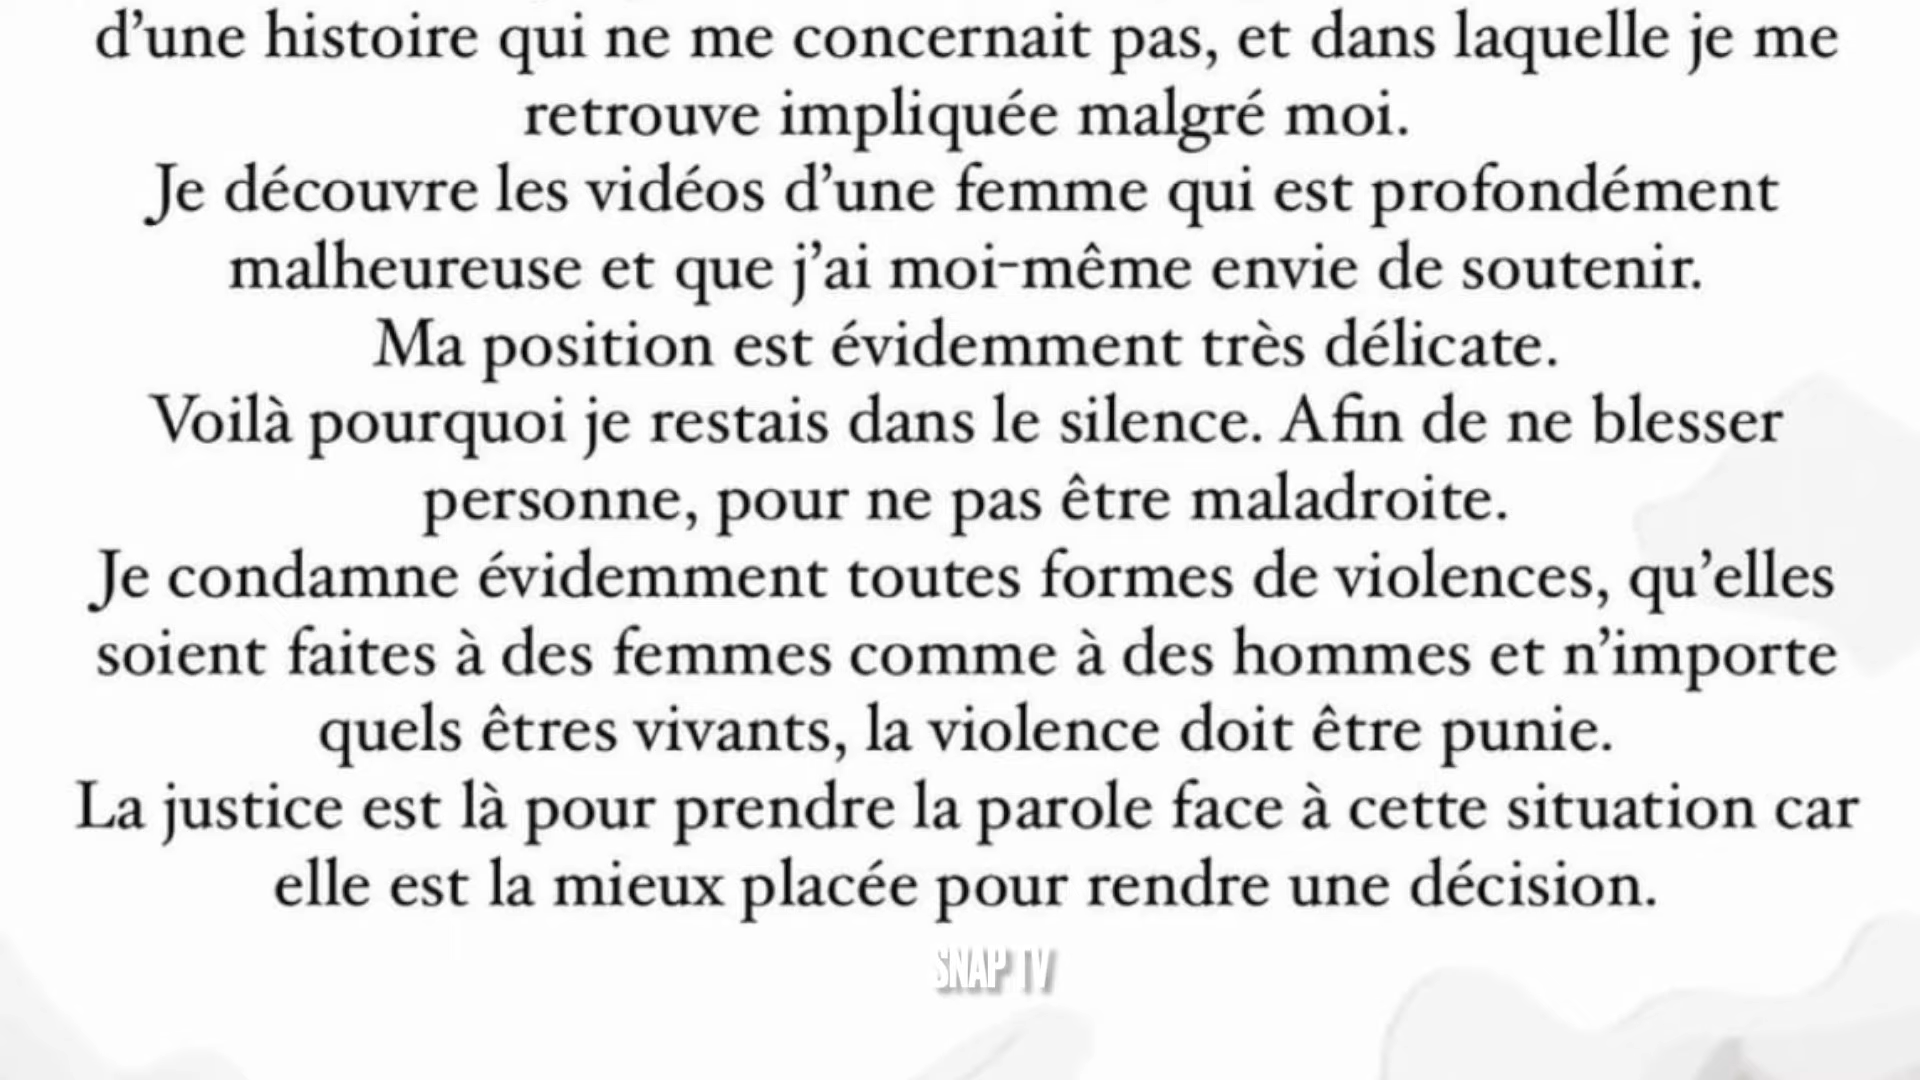 d’une histoire qui ne me concernait pas, et dans laquelle je me
retrouve impliquée malgré moi.
Je découvre les vidéos d’une femme qui est profondément
malheureuse et que j’ai moi-même envie de soutenir.
Ma position est évidemment très délicate.
Voilà pourquoi je restais dans le silence. Afin de ne blesser
personne, pour ne pas être maladroite.
Je condamne évidemment toutes formes de violences, qu’elles
soient faites à des femmes comme à des hommes et n’importe
quels êtres vivants, la violence doit être punie.
La justice est là pour prendre la parole face à cette situation car
elle est la mieux placée pour rendre une décision.
SNAP TV